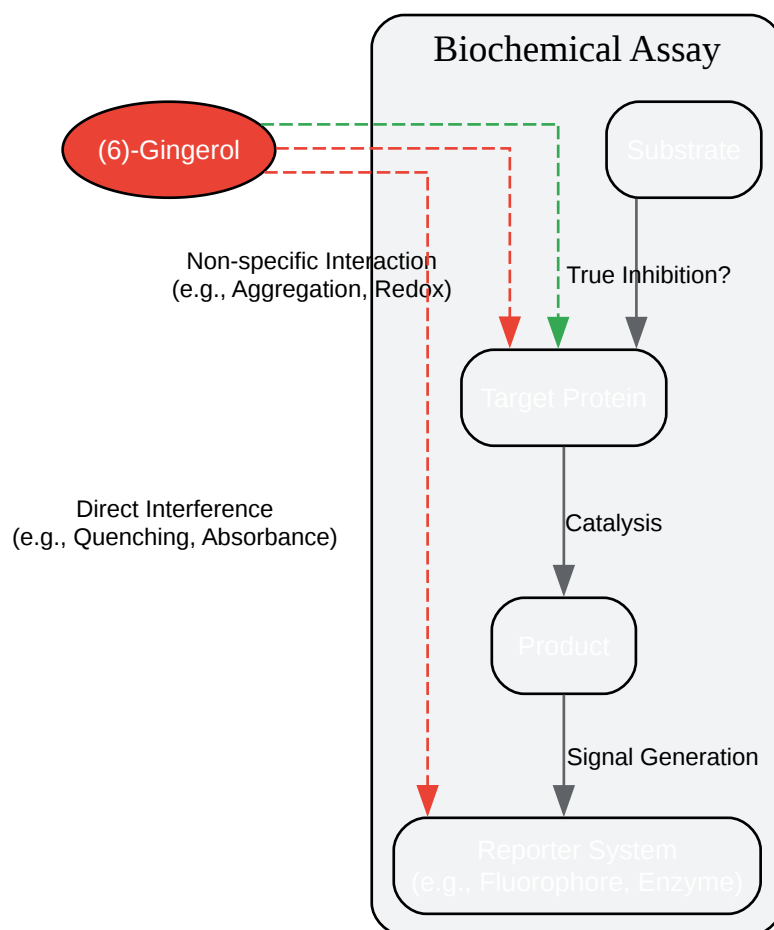 Biochemical Assay
(6)-Gingerol
Substrate
Non-specific Interaction
(e.g., Aggregation, Redox)
True Inhibition?
Target Protein
Direct Interference
(e.g., Quenching, Absorbance)
Catalysis
Product
Signal Generation
Reporter System
(e.g., Fluorophore, Enzyme)